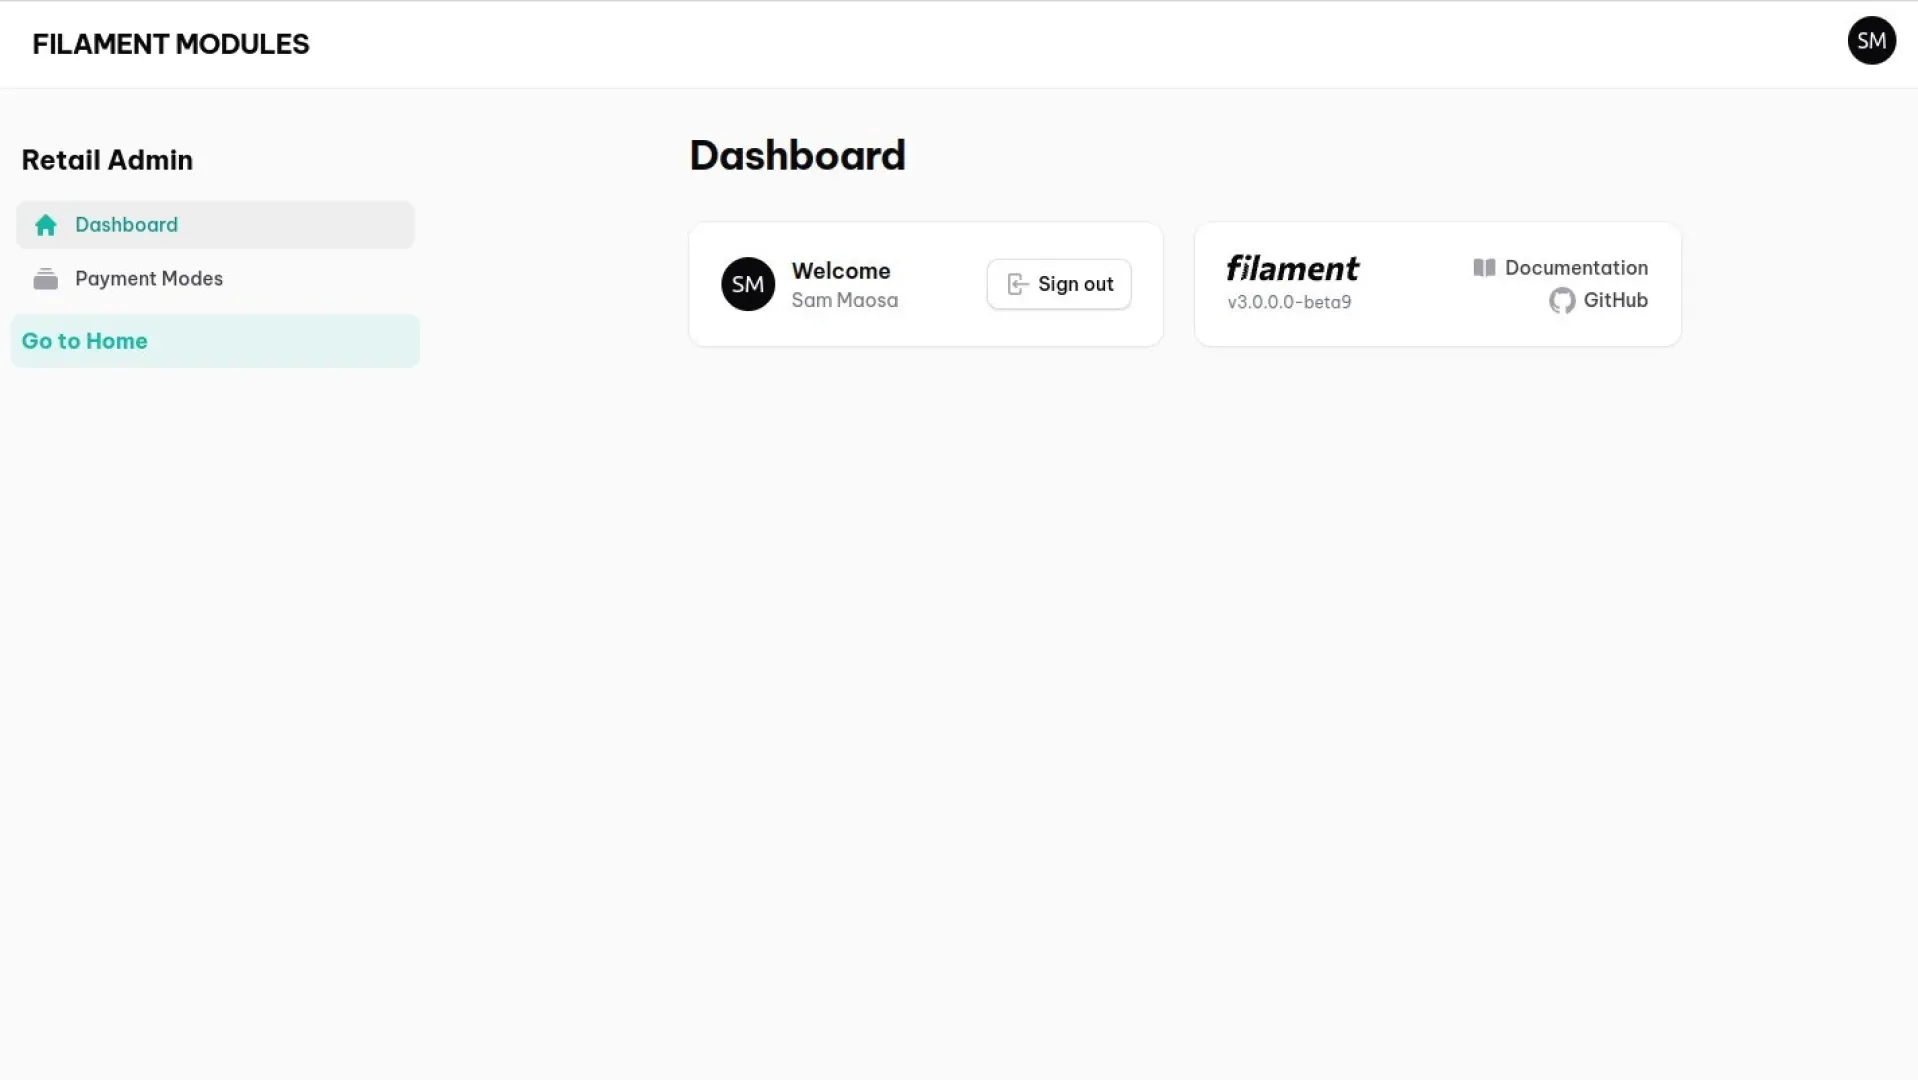 FILAMENT MODULES
SM
Retail Admin
Dashboard
Payment Modes
Go to Home
Dashboard
SM
Welcome
Sam Maosa
Sign out
filament
v3.0.0.0-beta9
Documentation
GitHub